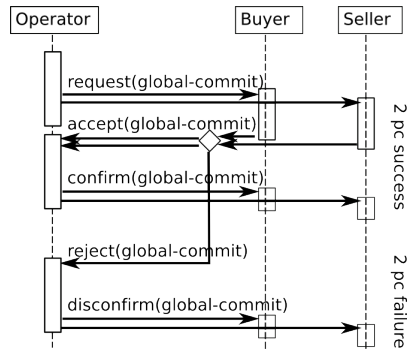 Operator
Buyer
Seller
request(global-commit)
accept(global-commit)
confirm(global-commit)
reject(global-commit)
disconfirm(global-commit)
2 pc success
2 pc failure